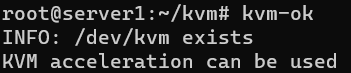 root@server1:~/kvm# kvm-ok
INFO: /dev/kvm exists
KVM acceleration can be used